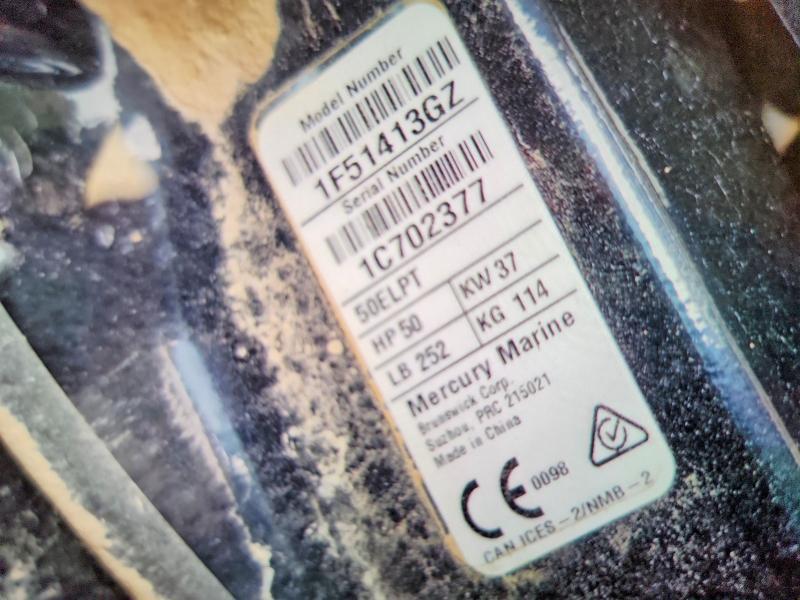 Model Number
1F51413GZ
Serial Number
1C702377
50ELPT
HP 50 KW 37
LB 252 KG 114
Mercury Marine
Brunswick Corp.
Suzhou, PRC 215021
Made in China
CE 0098
CAN ICES-2/NMB-2